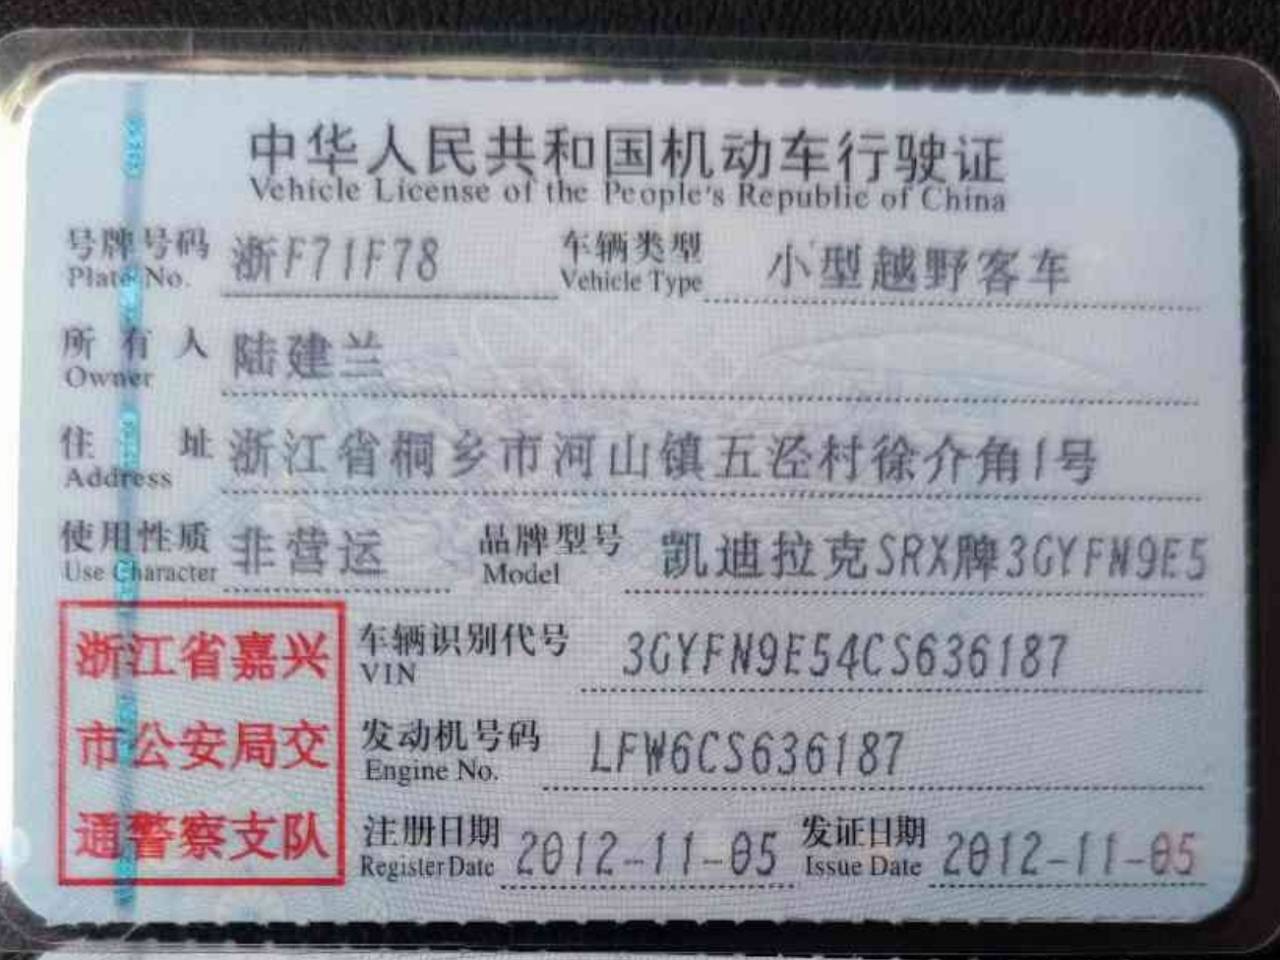 中华人民共和国机动车行驶证
Vehicle License of the People's Republic of China
号牌号码 浙F71F78 车辆类型 小型越野客车
Plate No. Vehicle Type
所有人 陆建兰
Owner
住址 浙江省桐乡市河山镇五泾村徐介角1号
Address
使用性质 非营运 品牌型号 凯迪拉克SRX牌3GYFN9E5
Use Character Model
浙江省嘉兴 车辆识别代号 3GYFN9E54CS636187
VIN
市公安局交 发动机号码 LFW6CS636187
Engine No.
通警察支队 注册日期 2012-11-05 发证日期 2012-11-05
Register Date Issue Date